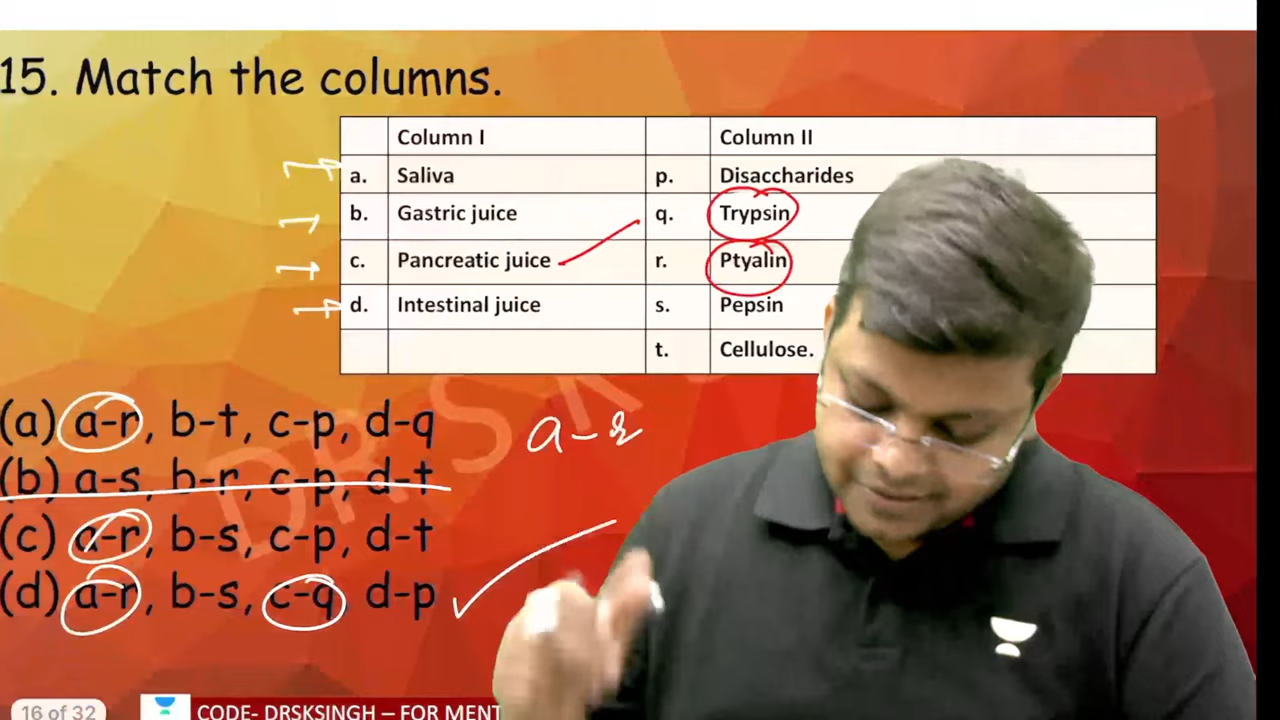 15. Match the columns.
Column I Column II
a. Saliva p. Disaccharides
b. Gastric juice q. Trypsin
c. Pancreatic juice r. Ptyalin
d. Intestinal juice s. Pepsin
t. Cellulose.
(a) a-r, b-t, c-p, d-q
a-r
(b) a-s, b-r, c-p, d-t
(c) a-r, b-s, c-p, d-t
(d) a-r, b-s, c-q, d-p
DRSK
16 of 32
CODE- DRSKSINGH – FOR MENT